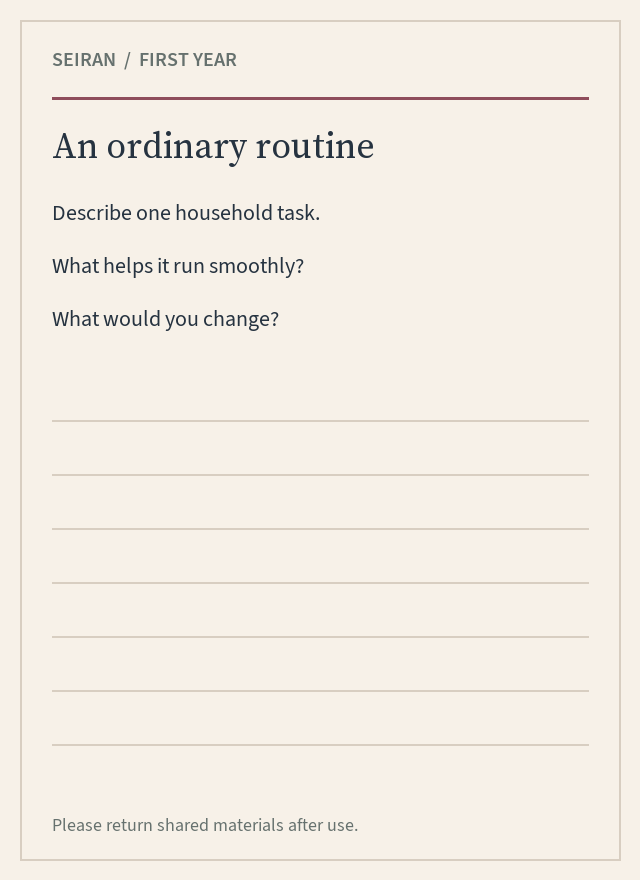 SEIRAN / FIRST YEAR
An ordinary routine
Describe one household task.
What helps it run smoothly?
What would you change?
Please return shared materials after use.